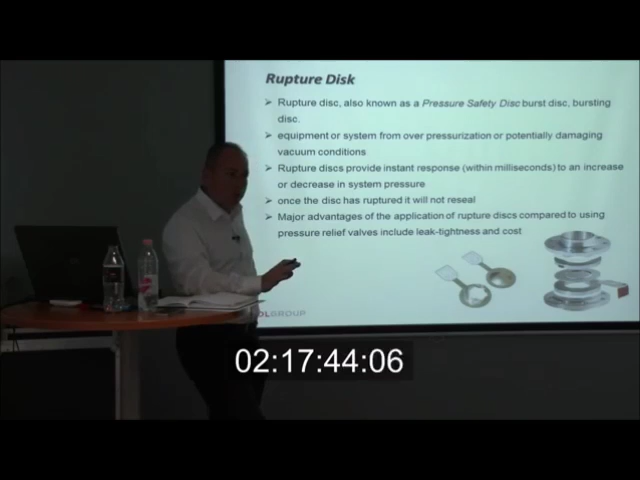 Rupture Disk
➢ Rupture disc, also known as a Pressure Safety Disc burst disc, bursting
disc.
➢ equipment or system from over pressurization or potentially damaging
vacuum conditions
➢ Rupture discs provide instant response (within milliseconds) to an increase
or decrease in system pressure
➢ once the disc has ruptured it will not reseal
➢ Major advantages of the application of rupture discs compared to using
pressure relief valves include leak-tightness and cost
GROUP
02:17:44:06